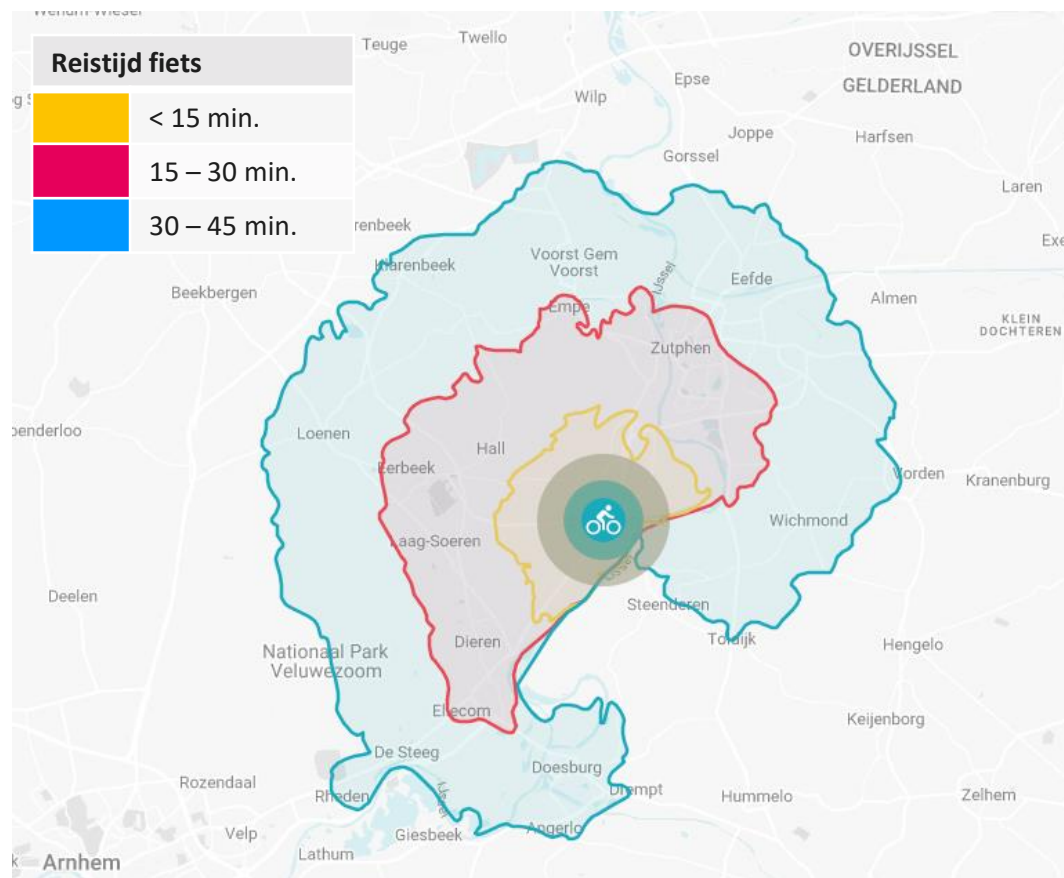 Teuge
Twello
OVERIJSSEL
GELDERLAND
Reistijd fiets
< 15 min.
15 – 30 min.
30 – 45 min.
Epse
Wilp
Joppe
Harfsen
Gorssel
Laren
Klarenbeek
Voorst Gem
Voorst
IJssel
Eefde
Beekbergen
Almen
Empe
KLEIN
DOCHTEREN
Zutphen
Loenen
Hall
Eerbeek
Vorden
Kranenburg
Wichmond
Laag-Soeren
IJssel
Deelen
Steenderen
Dieren
Toldijk
Hengelo
Nationaal Park
Veluwezoom
Ellecom
Keijenborg
De Steeg
Doesburg
Rozendaal
Rheden
IJssel
Drempt
Hummelo
Zelhem
Velp
Giesbeek
Angerlo
Lathum
Arnhem